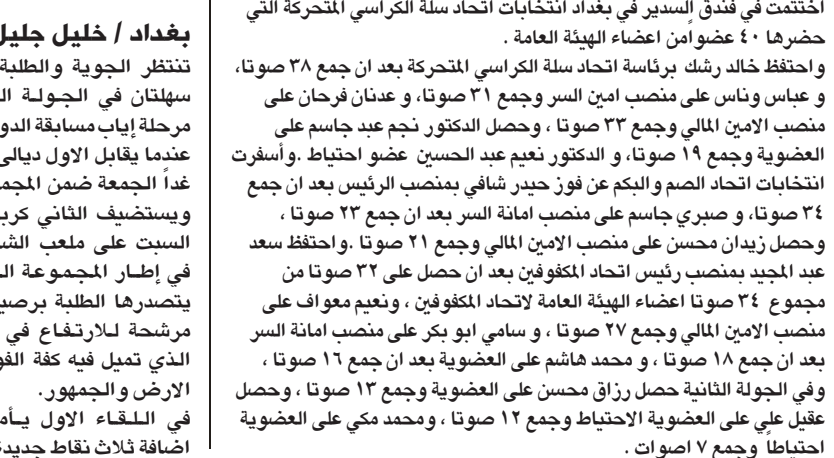 اختتمت في فندق السدير في بغداد انتخابات اتحاد سلة الكراسي المتحركة التي
حضرها ٤٠ عضواً من اعضاء الهيئة العامة .
واحتفظ خالد رشك برئاسة اتحاد سلة الكراسي المتحركة بعد ان جمع ٣٨ صوتا،
و عباس وناس على منصب امين السر وجمع ٣١ صوتا، و عدنان فرحان على
منصب الامين المالي وجمع ٣٣ صوتا ، وحصل الدكتور نجم عبد جاسم على
العضوية وجمع ١٩ صوتا، و الدكتور نعيم عبد الحسين عضو احتياط .وأسفرت
انتخابات اتحاد الصم والبكم عن فوز حيدر شافي بمنصب الرئيس بعد ان جمع
٣٤ صوتا، و صبري جاسم على منصب امانة السر بعد ان جمع ٢٣ صوتا ،
وحصل زيدان محسن على منصب الامين المالي وجمع ٢١ صوتا .واحتفظ سعد
عبد المجيد بمنصب رئيس اتحاد المكفوفين بعد ان حصل على ٣٢ صوتا من
مجموع ٣٤ صوتا اعضاء الهيئة العامة لاتحاد المكفوفين ، ونعيم معواف على
منصب الامين المالي وجمع ٢٧ صوتا ، و سامي ابو بكر على منصب امانة السر
بعد ان جمع ١٨ صوتا ، و محمد هاشم على العضوية بعد ان جمع ١٦ صوتا ،
وفي الجولة الثانية حصل رزاق محسن على العضوية وجمع ١٣ صوتا ، وحصل
عقيل علي على العضوية الاحتياط وجمع ١٢ صوتا ، ومحمد مكي على العضوية
احتياطاً وجمع ٧ اصوات .
بغداد / خليل جليل
تنتظر الجوية والطلبة
سهلتان في الجولة
مرحلة إياب مسابقة
عندما يقابل الاول ديالى
غداً الجمعة ضمن
ويستضيف الثاني
السبت على ملعب
في إطار المجموعة
يتصدرها الطلبة
مرشحة للارتفاع في
الذي تميل فيه كفة
الارض والجمهور.
في اللقاء الاول
اضافة ثلاث نقاط